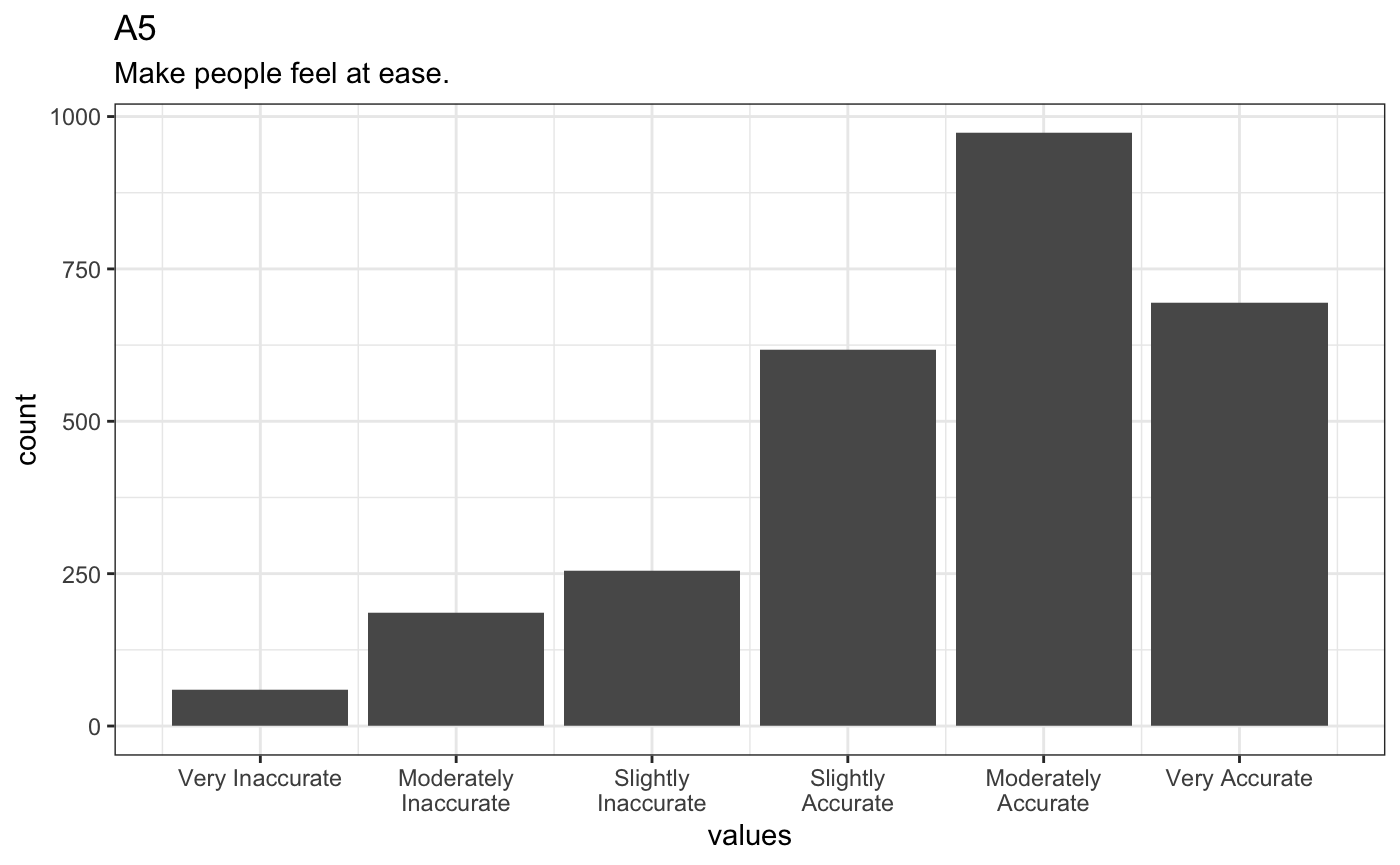 A5
Make people feel at ease.
1000
750
500
250
0
count
Very Inaccurate
Moderately
Inaccurate
Slightly
Inaccurate
Slightly
Accurate
Moderately
Accurate
Very Accurate
values